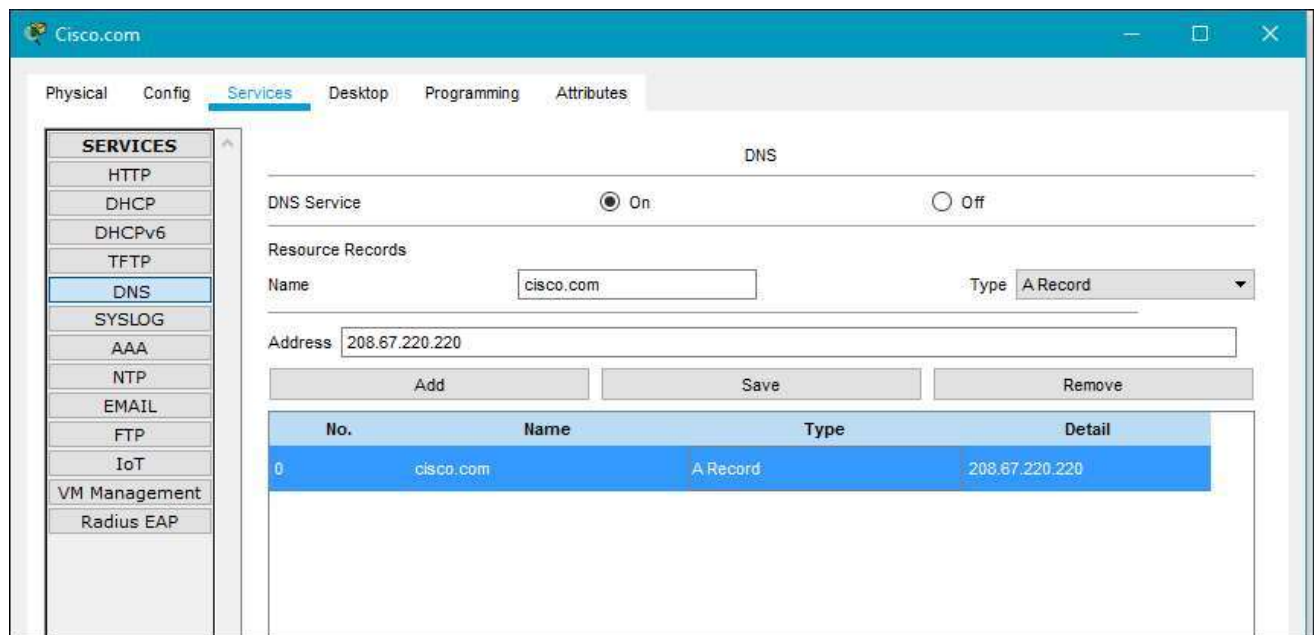 Cisco.com
Physical Config Services Desktop Programming Attributes
SERVICES
HTTP
DHCP
DHCPv6
TFTP
DNS
SYSLOG
AAA
NTP
EMAIL
FTP
IoT
VM Management
Radius EAP
DNS
DNS Service On Off
Resource Records
Name cisco.com Type A Record
Address 208.67.220.220
Add Save Remove
No. Name Type Detail
0 cisco.com A Record 208.67.220.220